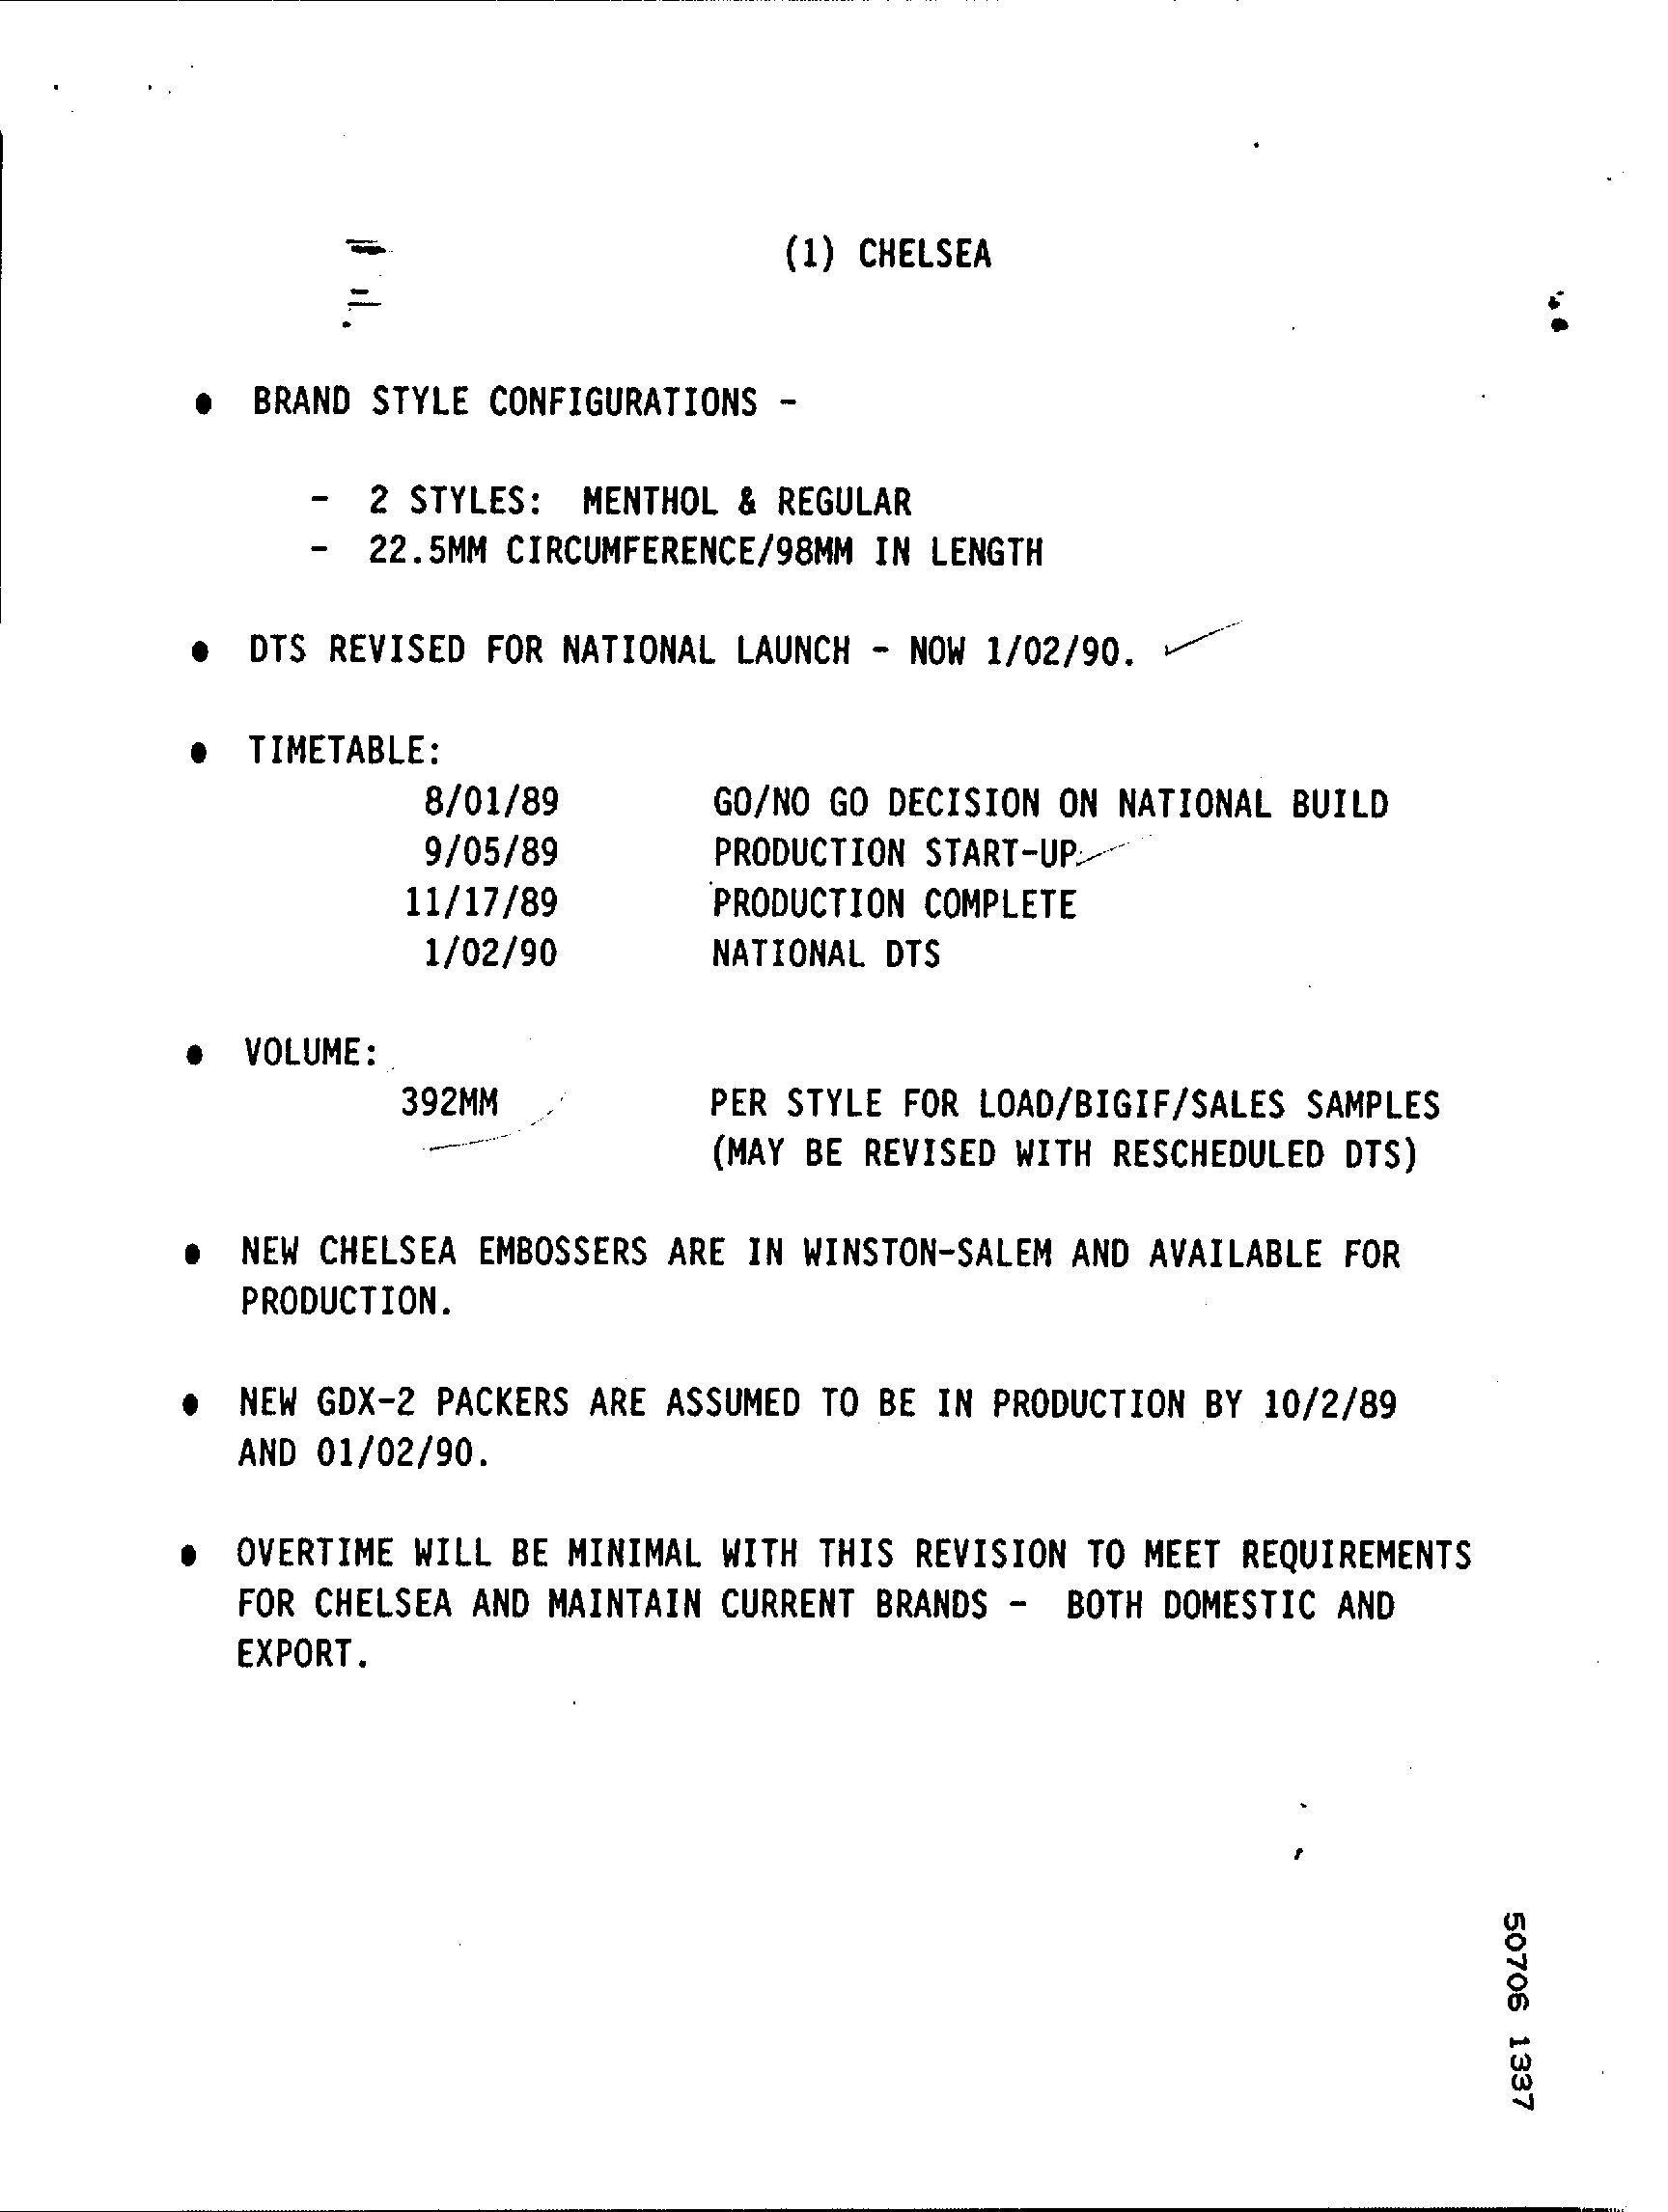 (1) CHELSEA
● BRAND STYLE CONFIGURATIONS -
- 2 STYLES: MENTHOL & REGULAR
- 22.5MM CIRCUMFERENCE/98MM IN LENGTH
● DTS REVISED FOR NATIONAL LAUNCH - NOW 1/02/90.
● TIMETABLE:
8/01/89 GO/NO GO DECISION ON NATIONAL BUILD
9/05/89 PRODUCTION START-UP
11/17/89 PRODUCTION COMPLETE
1/02/90 NATIONAL DTS
● VOLUME:
392MM PER STYLE FOR LOAD/BIGIF/SALES SAMPLES
(MAY BE REVISED WITH RESCHEDULED DTS)
● NEW CHELSEA EMBOSSERS ARE IN WINSTON-SALEM AND AVAILABLE FOR
PRODUCTION.
● NEW GDX-2 PACKERS ARE ASSUMED TO BE IN PRODUCTION BY 10/2/89
AND 01/02/90.
● OVERTIME WILL BE MINIMAL WITH THIS REVISION TO MEET REQUIREMENTS
FOR CHELSEA AND MAINTAIN CURRENT BRANDS - BOTH DOMESTIC AND
EXPORT.
50706 1337